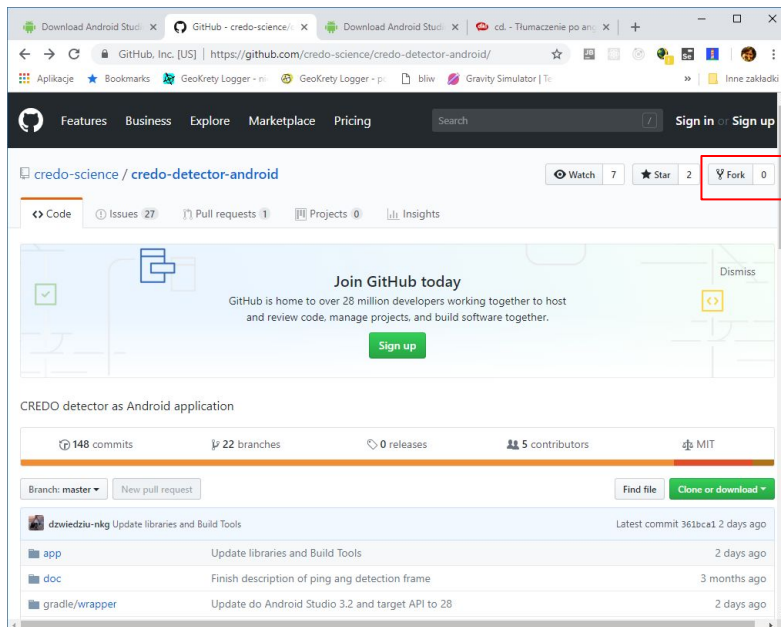 Download Android Studi
GitHub - credo-science/c
Download Android Studi
cd. - Tłumaczenie po ang
GitHub, Inc. [US] | https://github.com/credo-science/credo-detector-android/
Aplikacje Bookmarks GeoKrety Logger - ni GeoKrety Logger - po bliw Gravity Simulator | Te » Inne zakładki
Features Business Explore Marketplace Pricing Search / Sign in or Sign up
credo-science / credo-detector-android Watch 7 Star 2 Fork 0
Code Issues 27 Pull requests 1 Projects 0 Insights
Join GitHub today
Dismiss
GitHub is home to over 28 million developers working together to host
and review code, manage projects, and build software together.
Sign up
CREDO detector as Android application
148 commits 22 branches 0 releases 5 contributors MIT
Branch: master New pull request Find file Clone or download
dzwiedziu-nkg Update libraries and Build Tools Latest commit 361bca1 2 days ago
app Update libraries and Build Tools 2 days ago
doc Finish description of ping ang detection frame 3 months ago
gradle/wrapper Update do Android Studio 3.2 and target API to 28 2 days ago